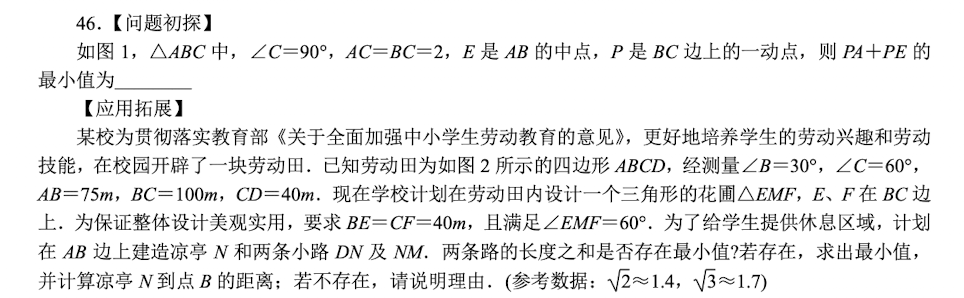 46.【问题初探】
如图 1，△ABC 中，∠C=90°，AC=BC=2，E 是 AB 的中点，P 是 BC 边上的一动点，则 PA+PE 的
最小值为________
【应用拓展】
某校为贯彻落实教育部《关于全面加强中小学生劳动教育的意见》，更好地培养学生的劳动兴趣和劳动
技能，在校园开辟了一块劳动田．已知劳动田为如图 2 所示的四边形 ABCD，经测量∠B=30°，∠C=60°，
AB=75m，BC=100m，CD=40m．现在学校计划在劳动田内设计一个三角形的花圃△EMF，E、F 在 BC 边
上．为保证整体设计美观实用，要求 BE=CF=40m，且满足∠EMF=60°．为了给学生提供休息区域，计划
在 AB 边上建造凉亭 N 和两条小路 DN 及 NM．两条路的长度之和是否存在最小值?若存在，求出最小值，
并计算凉亭 N 到点 B 的距离；若不存在，请说明理由．(参考数据：√2≈1.4，√3≈1.7)